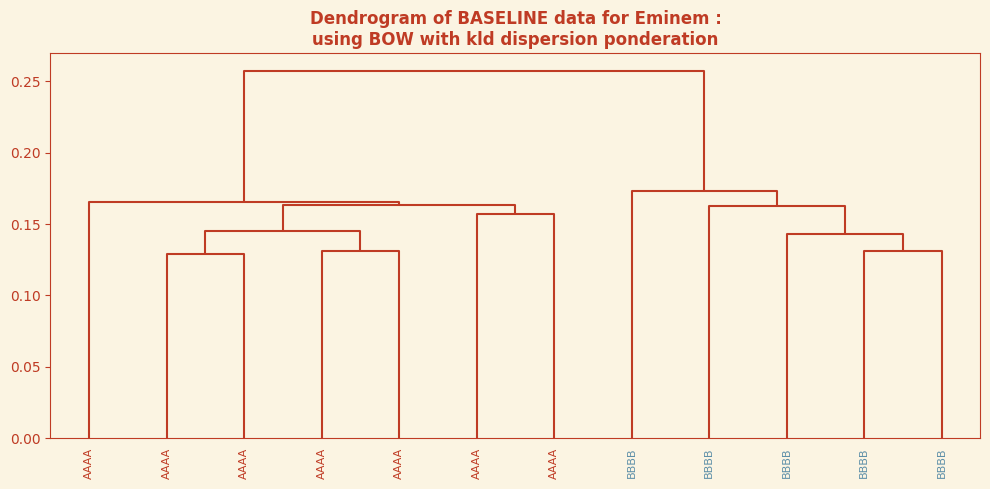 Dendrogram of BASELINE data for Eminem :
using BOW with kld dispersion ponderation
0.25
0.20
0.15
0.10
0.05
0.00
AAAA
AAAA
AAAA
AAAA
AAAA
AAAA
AAAA
BBBB
BBBB
BBBB
BBBB
BBBB